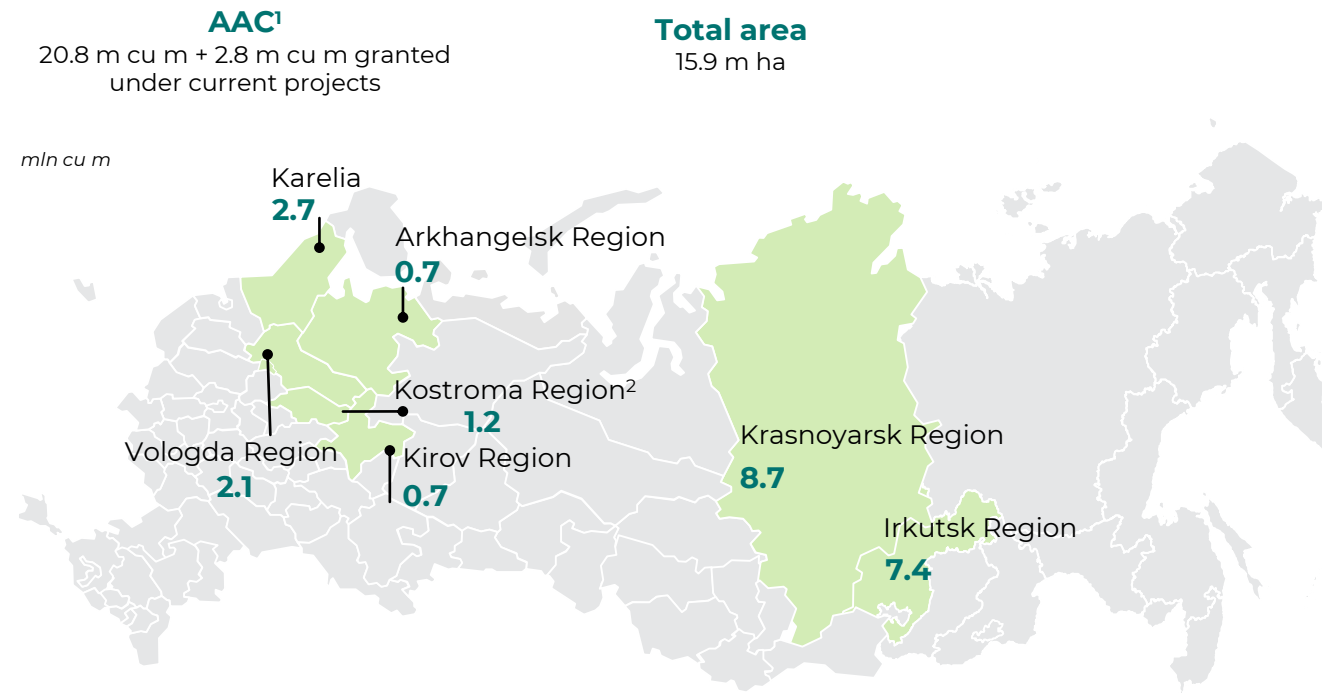 AAC¹
20.8 m cu m + 2.8 m cu m granted
under current projects
Total area
15.9 m ha
mln cu m
Karelia
2.7
Arkhangelsk Region
0.7
Kostroma Region²
1.2
Vologda Region
2.1
Kirov Region
0.7
Krasnoyarsk Region
8.7
Irkutsk Region
7.4